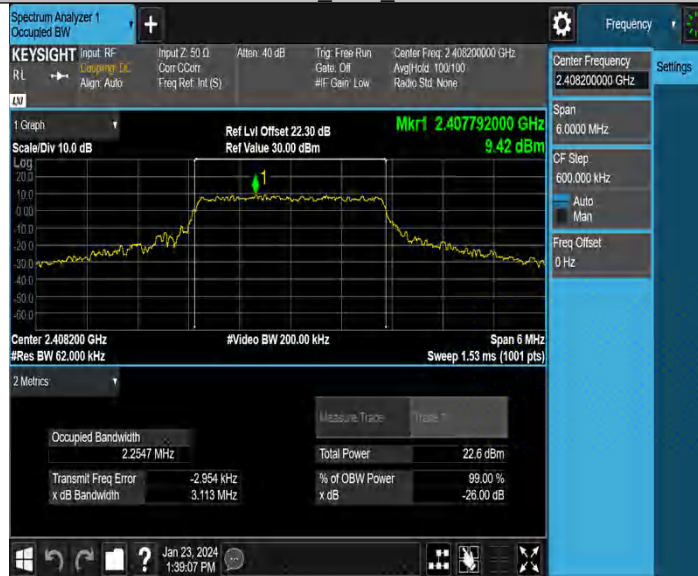 Spectrum Analyzer 1
Occupied BW
+
Frequency
KEYSIGHT Input: RF Input Z: 50 Ω Atten: 40 dB Trig: Free Run Center Freq: 2.408200000 GHz
RL Coupling: DC Corr CCorr Gate: Off Avg|Hold: 100/100
Align: Auto Freq Ref: Int (S) #IF Gain: Low Radio Std: None
LXI
Center Frequency
2.408200000 GHz
Settings
Span
6.0000 MHz
CF Step
600.000 kHz
Auto
Man
Freq Offset
0 Hz
1 Graph
Ref Lvl Offset 22.30 dB
Mkr1 2.407792000 GHz
Scale/Div 10.0 dB
Ref Value 30.00 dBm
9.42 dBm
Log
20.0
10.0
0.00
-10.0
-20.0
-30.0
-40.0
-50.0
-60.0
1
Center 2.408200 GHz #Video BW 200.00 kHz Span 6 MHz
#Res BW 62.000 kHz Sweep 1.53 ms (1001 pts)
2 Metrics
Measure Trace Trace 1
Occupied Bandwidth
2.2547 MHz
Total Power 22.6 dBm
Transmit Freq Error -2.954 kHz % of OBW Power 99.00 %
x dB Bandwidth 3.113 MHz x dB -26.00 dB
?
Jan 23, 2024
1:39:07 PM